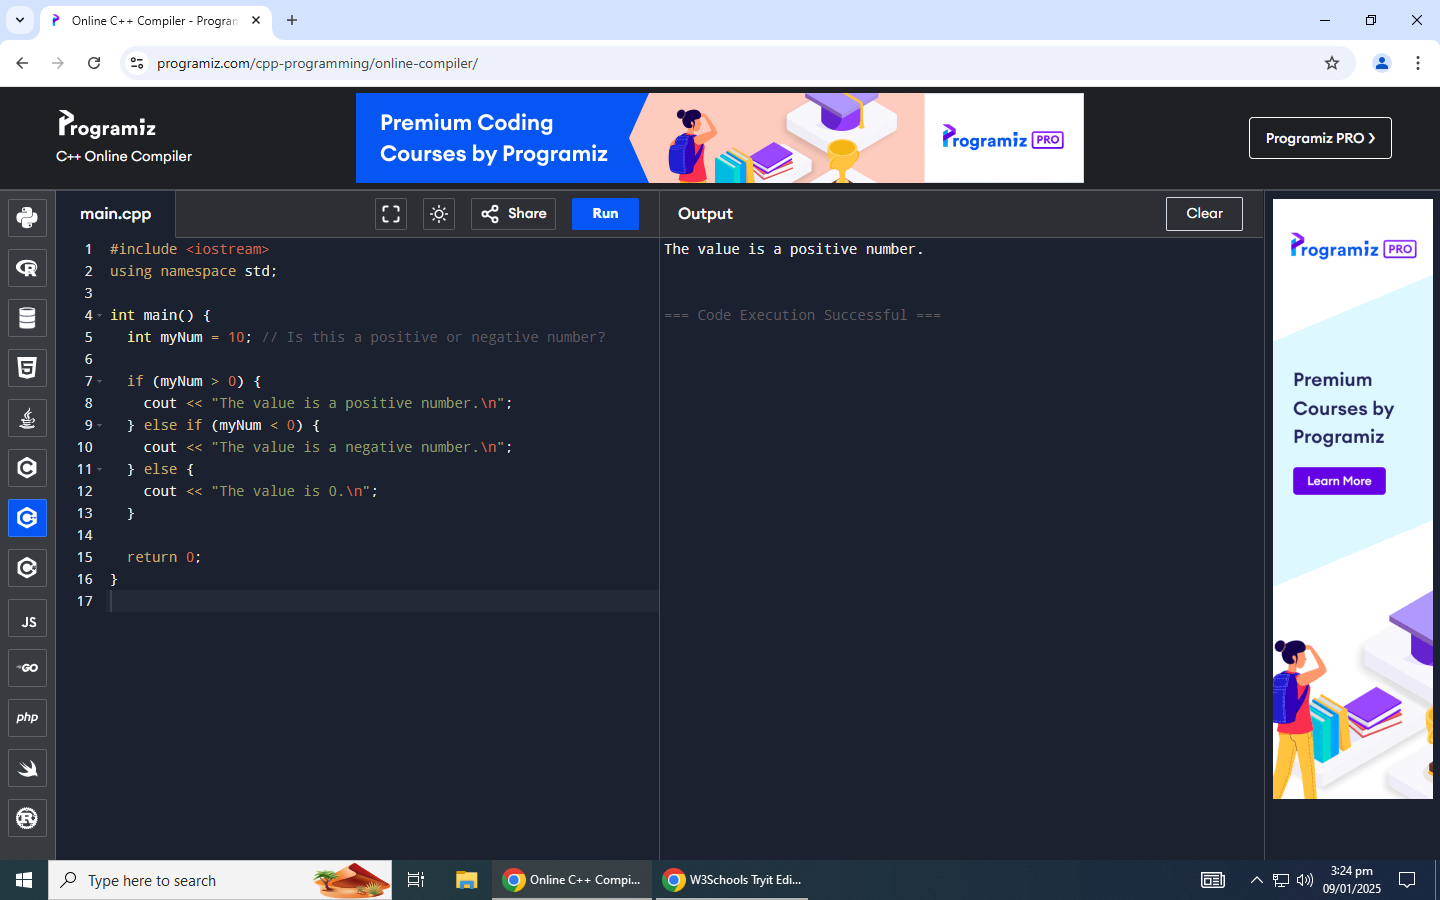 Online C++ Compiler - Program
programiz.com/cpp-programming/online-compiler/
Programiz
C++ Online Compiler
Premium Coding
Courses by Programiz
Programiz PRO
Programiz PRO
main.cpp
Share
Run
Output
Clear
1 #include <iostream>
2 using namespace std;
3
4 int main() {
5 int myNum = 10; // Is this a positive or negative number?
6
7 if (myNum > 0) {
8 cout << "The value is a positive number.\n";
9 } else if (myNum < 0) {
10 cout << "The value is a negative number.\n";
11 } else {
12 cout << "The value is 0.\n";
13 }
14
15 return 0;
16 }
17
The value is a positive number.
=== Code Execution Successful ===
Programiz PRO
Premium
Courses by
Programiz
Learn More
JS
GO
php
Type here to search
Online C++ Compi...
W3Schools Tryit Edi...
3:24 pm
09/01/2025